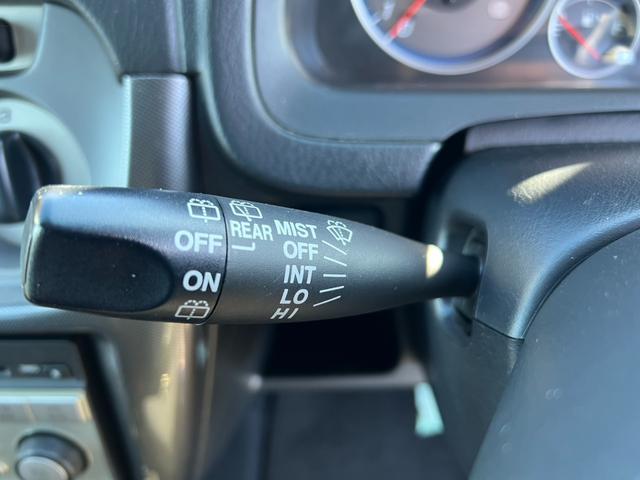 OFF
ON
REAR
MIST
OFF
INT
LO
HI